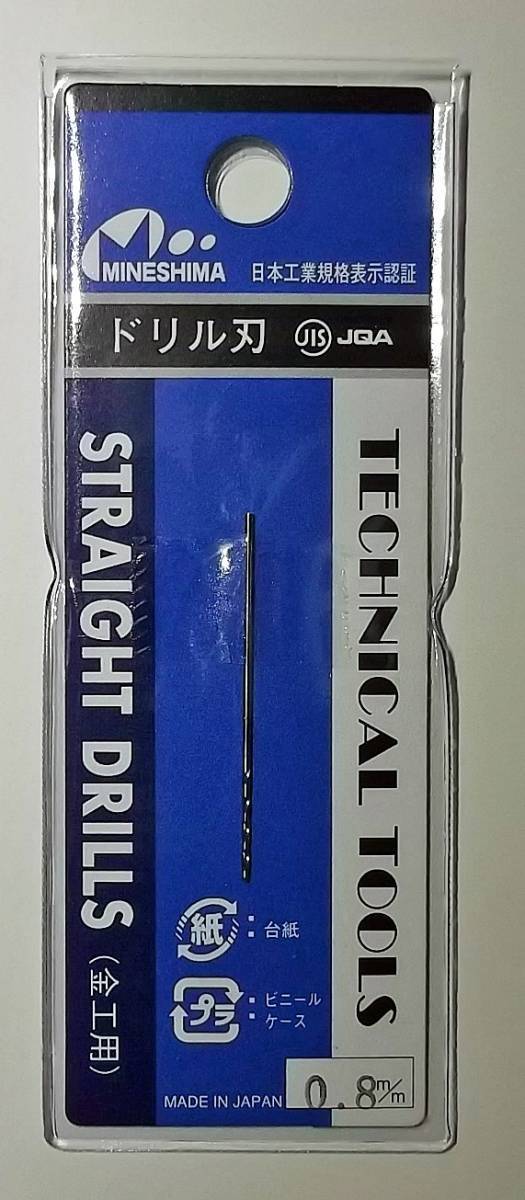 MINESHIMA
日本工業規格表示認証
ドリル刃 JIS JQA
STRAIGHT DRILLS (金工用)
TECHNICAL TOOLS
紙 : 台紙
プラ : ビニール
ケース
MADE IN JAPAN
0.8m/m